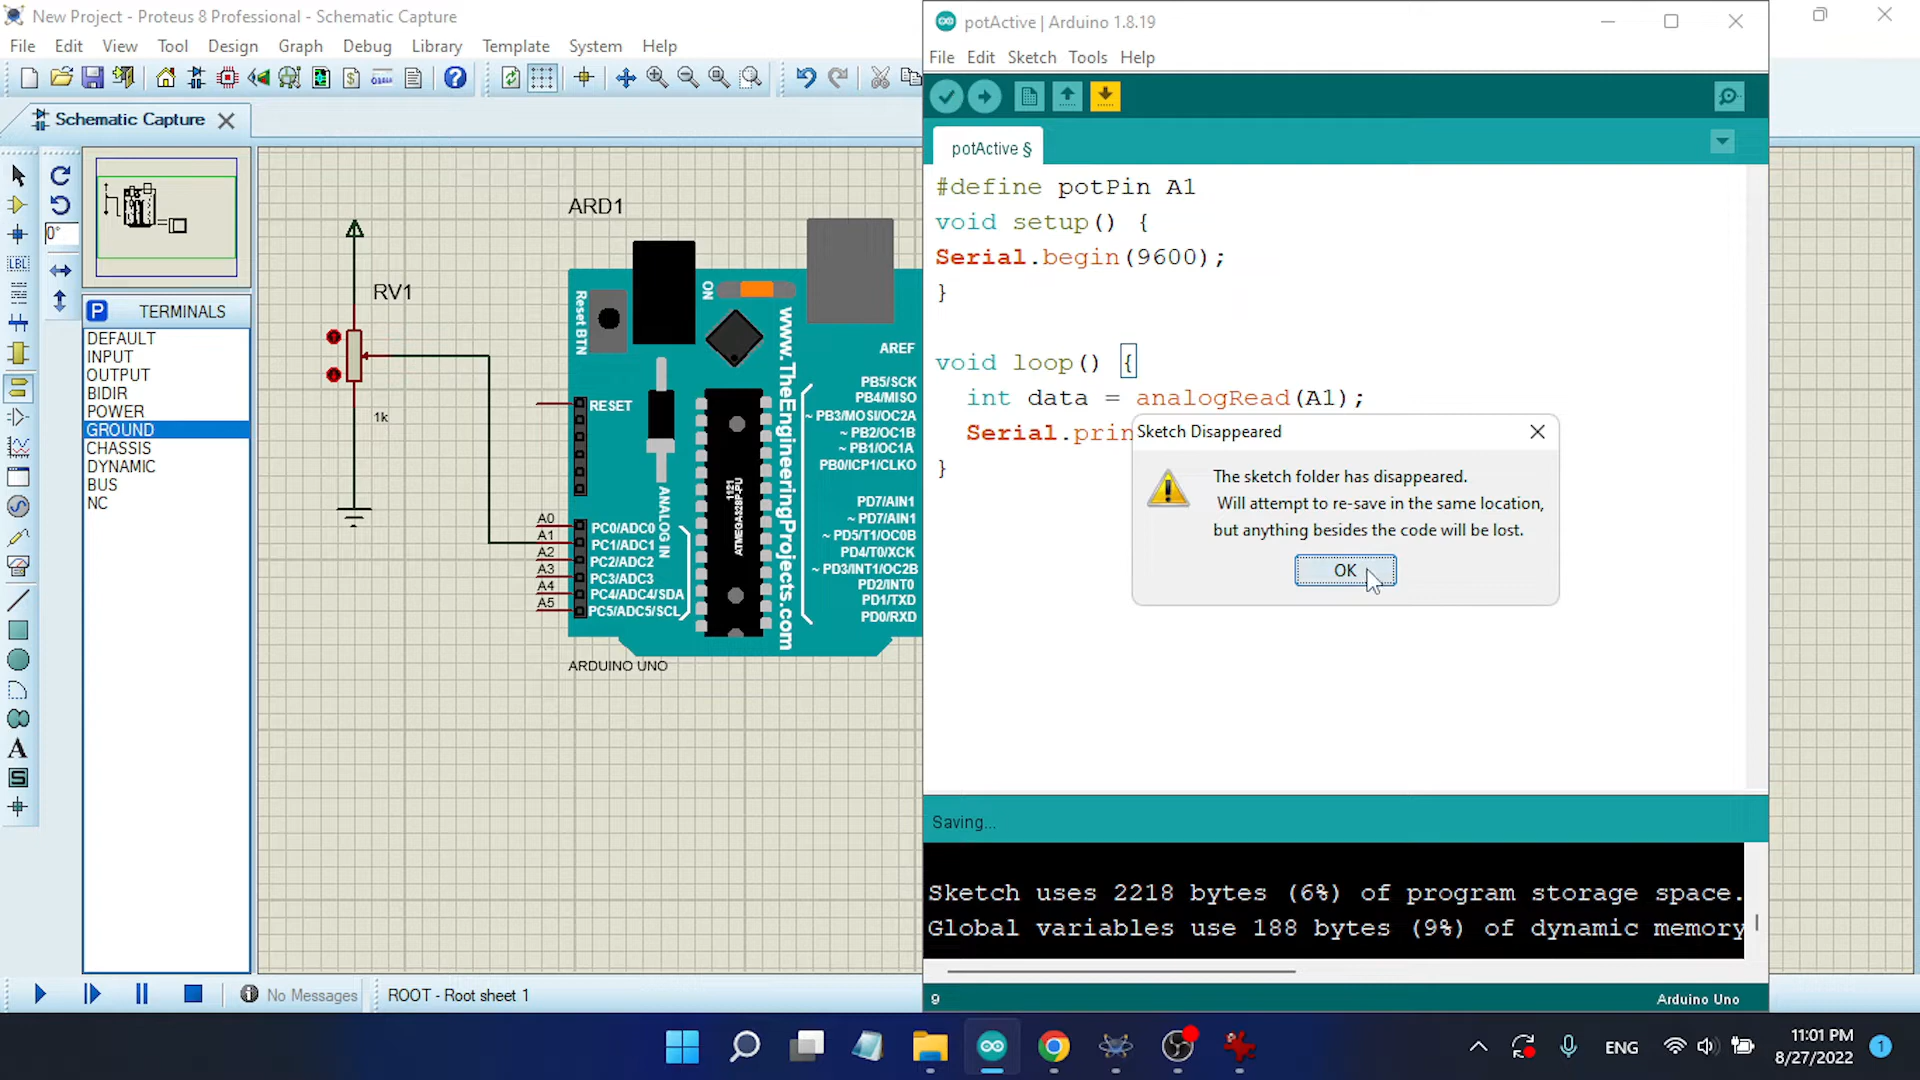 New Project - Proteus 8 Professional - Schematic Capture
File Edit View Tool Design Graph Debug Library Template System Help
Schematic Capture
0°
LBL
P TERMINALS
DEFAULT
INPUT
OUTPUT
BIDIR
POWER
GROUND
CHASSIS
DYNAMIC
BUS
NC
A
S
RV1
1k
ARD1
Reset BTN
ON
www.TheEngineeringProjects.com
AREF
RESET
PB5/SCK
PB4/MISO
~ PB3/MOSI/OC2A
~ PB2/OC1B
~ PB1/OC1A
PB0/ICP1/CLKO
ANALOG IN
1121
ATMEGA328P-PU
A0 PC0/ADC0
A1 PC1/ADC1
A2 PC2/ADC2
A3 PC3/ADC3
A4 PC4/ADC4/SDA
A5 PC5/ADC5/SCL
PD7/AIN1
~ PD7/AIN1
~ PD5/T1/OC0B
PD4/T0/XCK
~ PD3/INT1/OC2B
PD2/INT0
PD1/TXD
PD0/RXD
ARDUINO UNO
potActive | Arduino 1.8.19
File Edit Sketch Tools Help
potActive §
#define potPin A1
void setup() {
Serial.begin(9600);
}
void loop() {
int data = analogRead(A1);
Serial.prin
}
Sketch Disappeared
The sketch folder has disappeared.
Will attempt to re-save in the same location,
but anything besides the code will be lost.
OK
Saving...
Sketch uses 2218 bytes (6%) of program storage space.
Global variables use 188 bytes (9%) of dynamic memory
9 Arduino Uno
No Messages ROOT - Root sheet 1
ENG
11:01 PM
8/27/2022
1